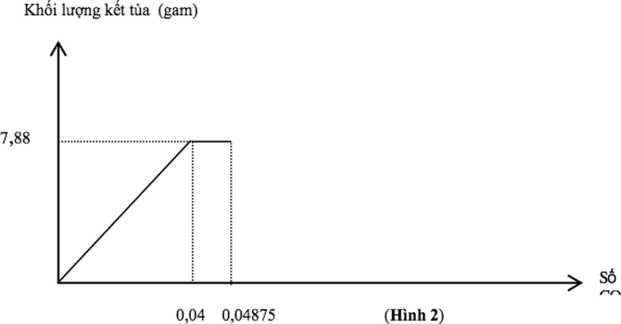 Khối lượng kết tủa (gam)
7,88
Số
0,04 0,04875 (Hình 2)